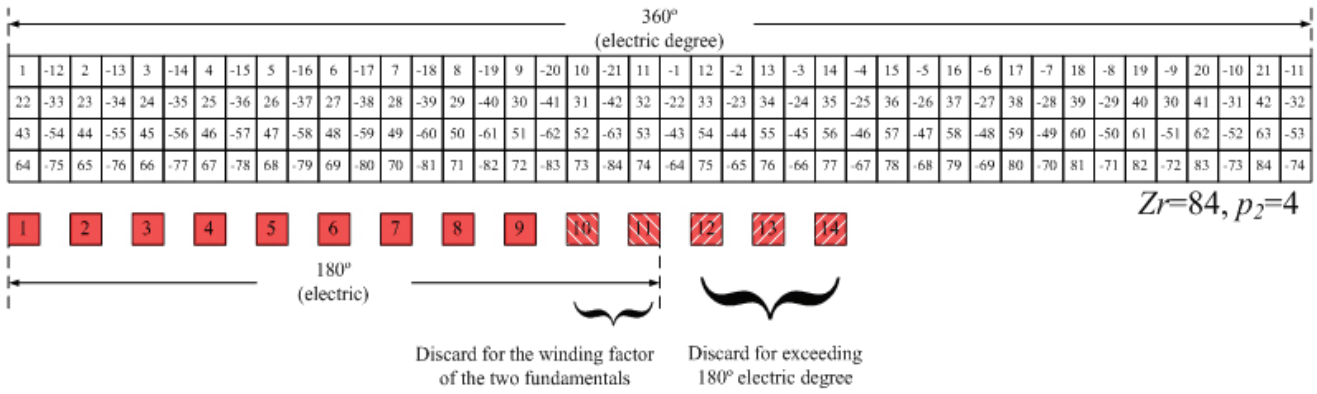 360º
(electric degree)
1 -12 2 -13 3 -14 4 -15 5 -16 6 -17 7 -18 8 -19 9 -20 10 -21 11 -1 12 -2 13 -3 14 -4 15 -5 16 -6 17 -7 18 -8 19 -9 20 -10 21 -11
22 -33 23 -34 24 -35 25 -36 26 -37 27 -38 28 -39 29 -40 30 -41 31 -42 32 -22 33 -23 34 -24 35 -25 36 -26 37 -27 38 -28 39 -29 40 30 41 -31 42 -32
43 -54 44 -55 45 -56 46 -57 47 -58 48 -59 49 -60 50 -61 51 -62 52 -63 53 -43 54 -44 55 -45 56 -46 57 -47 58 -48 59 -49 60 -50 61 -51 62 -52 63 -53
64 -75 65 -76 66 -77 67 -78 68 -79 69 -80 70 -81 71 -82 72 -83 73 -84 74 -64 75 -65 76 -66 77 -67 78 -68 79 -69 80 -70 81 -71 82 -72 83 -73 84 -74
Zr=84, p2=4
1 2 3 4 5 6 7 8 9 10 11 12 13 14
180º
(electric)
Discard for the winding factor
of the two fundamentals
Discard for exceeding
180º electric degree